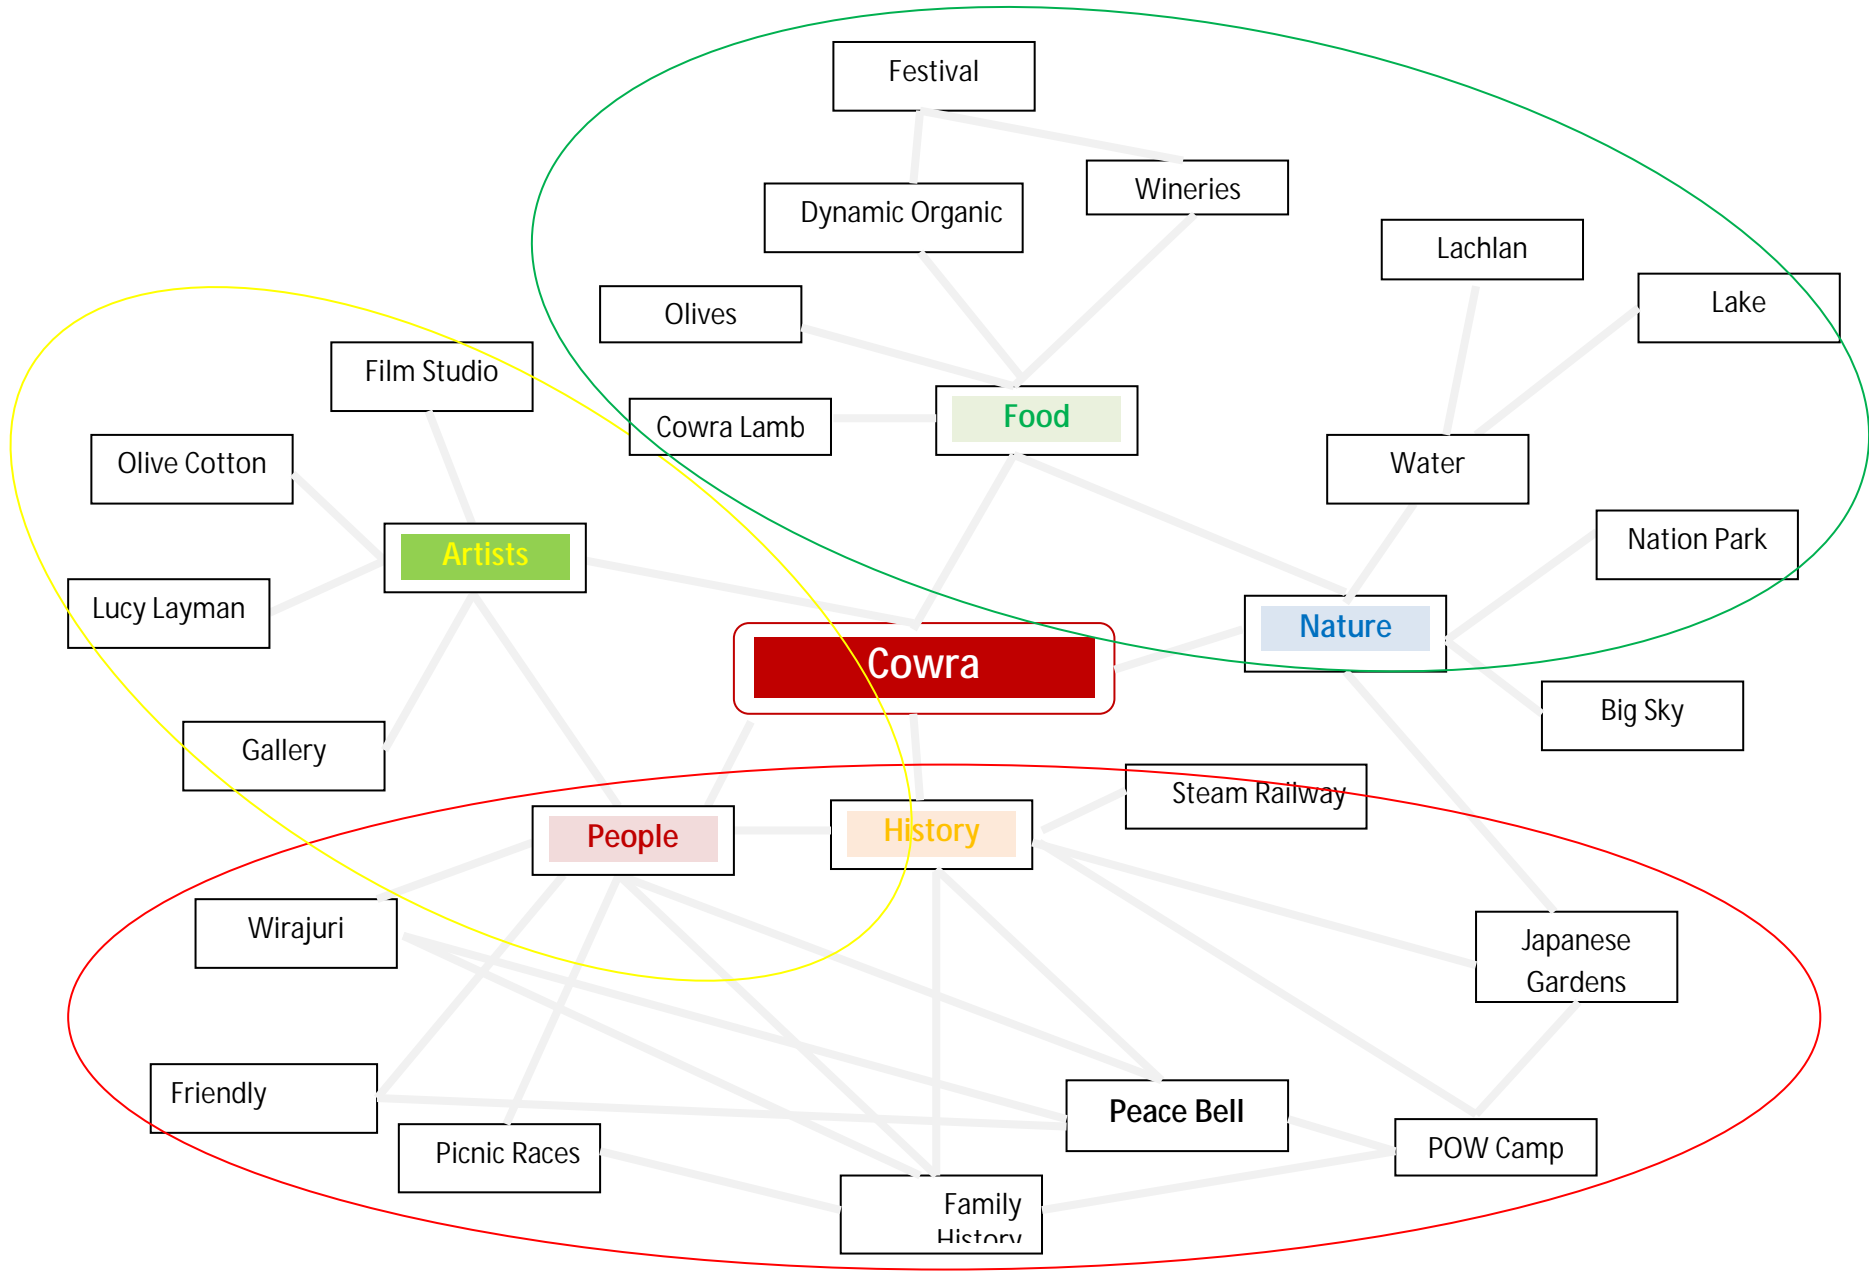 Festival
Wineries
Dynamic Organic
Lachlan
Lake
Olives
Film Studio
Food
Cowra Lamb
Olive Cotton
Water
Nation Park
Artists
Lucy Layman
Nature
Cowra
Big Sky
Gallery
Steam Railway
People
History
Wirajuri
Japanese
Gardens
Friendly
Peace Bell
Picnic Races
POW Camp
Family
History